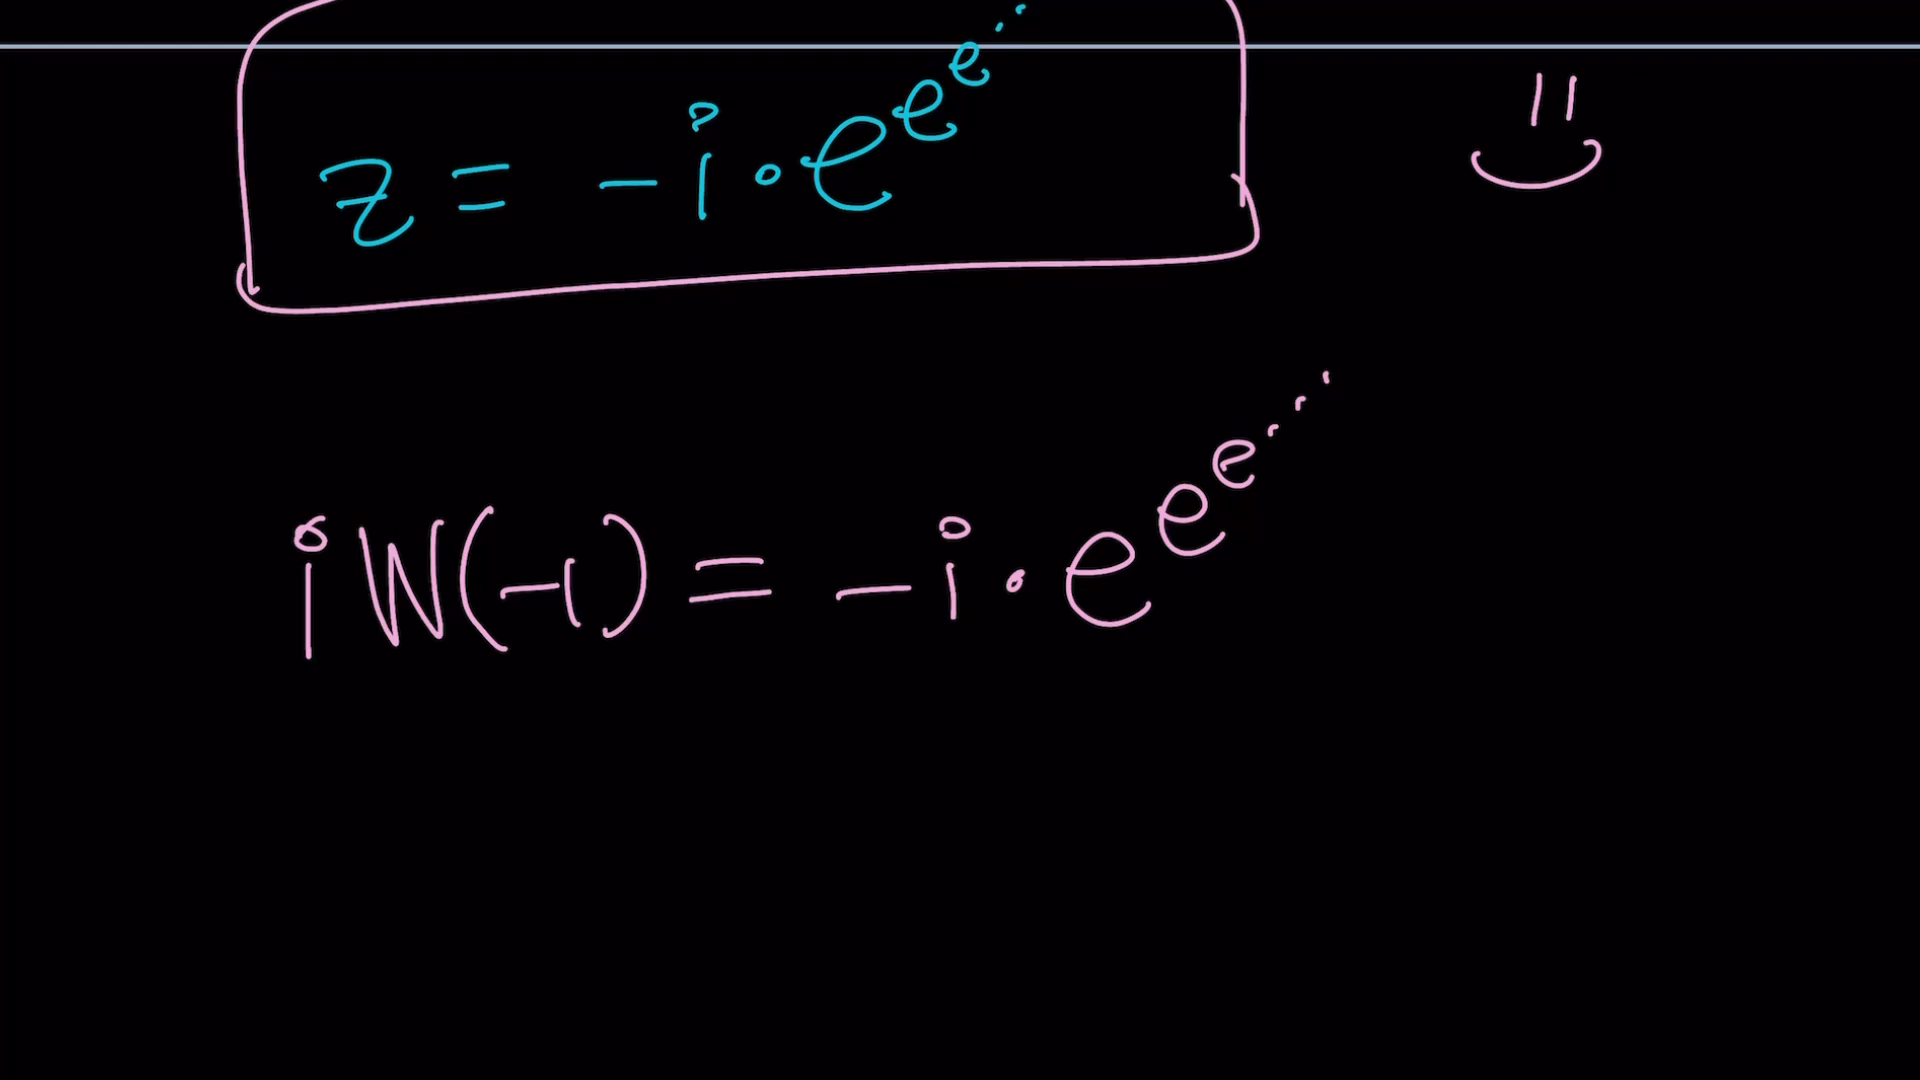 z = -i · e^{e^{e^{⋰}}}
iW(-1) = -i · e^{e^{e^{⋰}}}